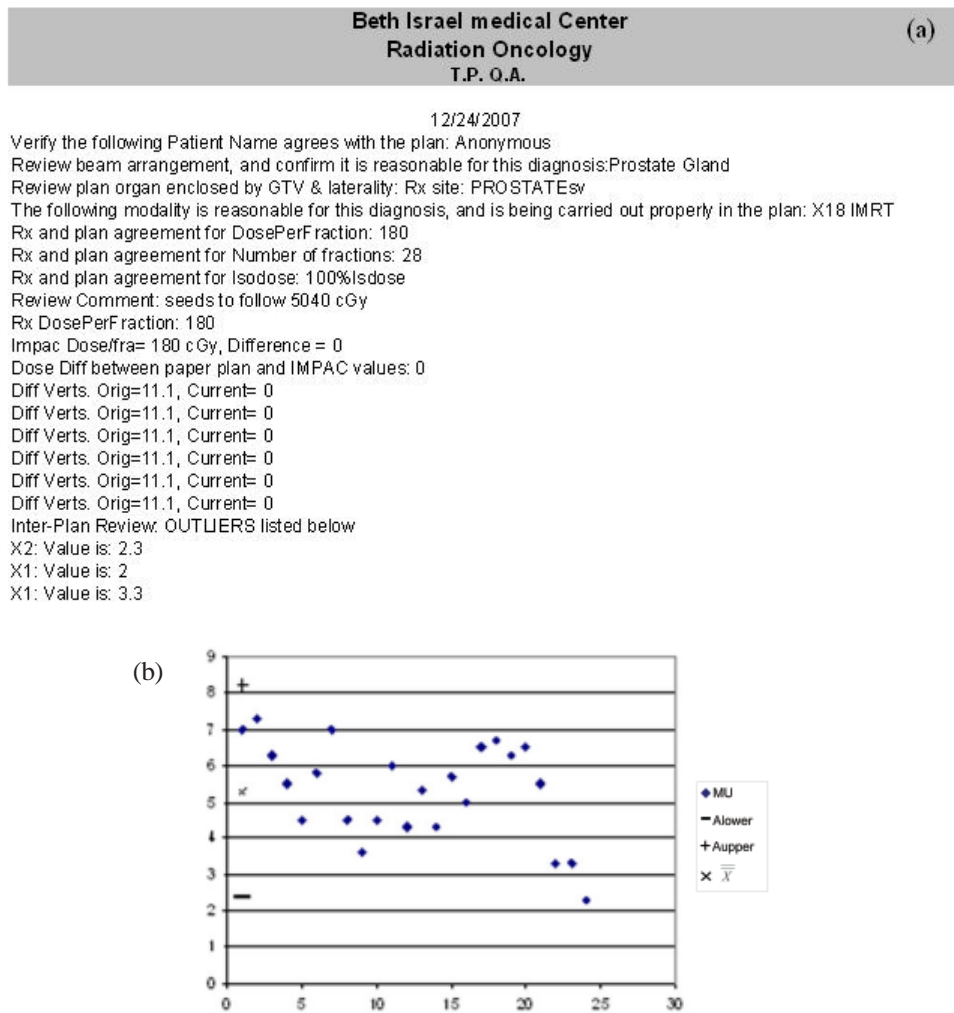 Beth Israel medical Center
(a)
Radiation Oncology
T.P. Q.A.
12/24/2007
Verify the following Patient Name agrees with the plan: Anonymous
Review beam arrangement, and confirm it is reasonable for this diagnosis:Prostate Gland
Review plan organ enclosed by GTV & laterality: Rx site: PROSTATEsv
The following modality is reasonable for this diagnosis, and is being carried out properly in the plan: X18 IMRT
Rx and plan agreement for DosePerFraction: 180
Rx and plan agreement for Number of fractions: 28
Rx and plan agreement for Isodose: 100%Isdose
Review Comment: seeds to follow 5040 cGy
Rx DosePerFraction: 180
Impac Dose/fra= 180 cGy, Difference = 0
Dose Diff between paper plan and IMPAC values: 0
Diff Verts. Orig=11.1, Current= 0
Diff Verts. Orig=11.1, Current= 0
Diff Verts. Orig=11.1, Current= 0
Diff Verts. Orig=11.1, Current= 0
Diff Verts. Orig=11.1, Current= 0
Diff Verts. Orig=11.1, Current= 0
Inter-Plan Review: OUTLIERS listed below
X2: Value is: 2.3
X1: Value is: 2
X1: Value is: 3.3
(b)
9
8
7
6
5
4
3
2
1
0
0 5 10 15 20 25 30
MU
Alower
Aupper
X